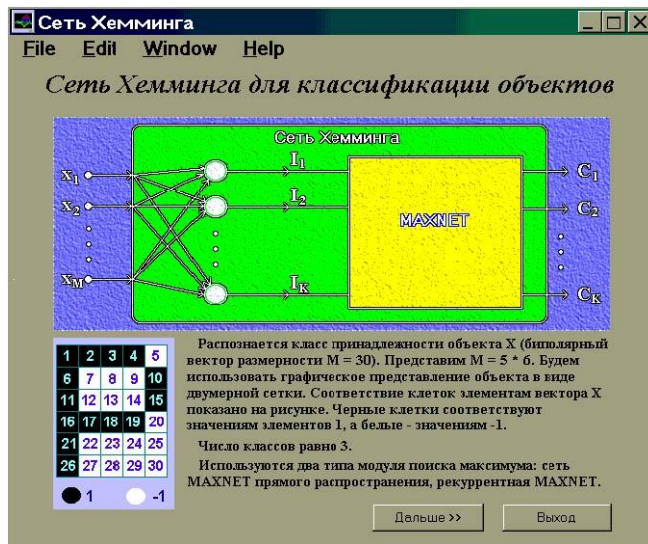 Сеть Хемминга
File Edit Window Help
Сеть Хемминга для классификации объектов
Сеть Хемминга
X1
X2
XM
I1
I2
IK
MAXNET
C1
C2
CK
1 2 3 4 5
6 7 8 9 10
11 12 13 14 15
16 17 18 19 20
21 22 23 24 25
26 27 28 29 30
1 -1
Распознается класс принадлежности объекта X (биполярный
вектор размерности M = 30). Представим M = 5 * 6. Будем
использовать графическое представление объекта в виде
двумерной сетки. Соответствие клеток элементам вектора X
показано на рисунке. Черные клетки соответствуют
значениям элементов 1, а белые - значениям -1.
Число классов равно 3.
Используются два типа модуля поиска максимума: сеть
MAXNET прямого распространения, рекуррентная MAXNET.
Дальше >>
Выход